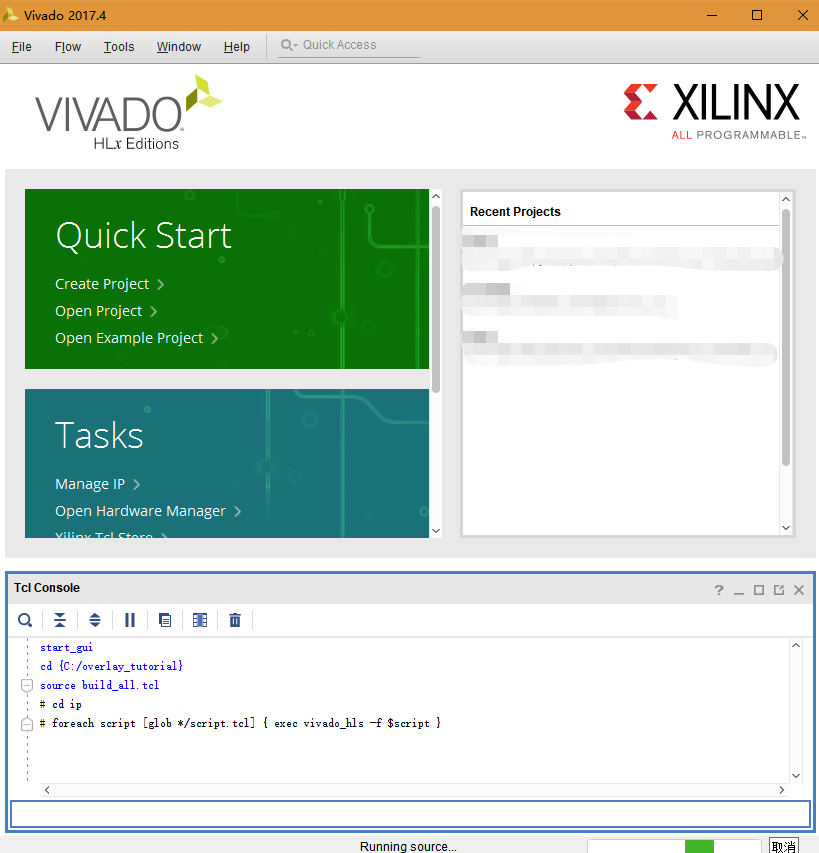 Vivado 2017.4
File Flow Tools Window Help Quick Access
VIVADO.
HLx Editions
XILINX
ALL PROGRAMMABLE™
Quick Start
Create Project
Open Project
Open Example Project
Recent Projects
Tasks
Manage IP
Open Hardware Manager
Xilinx Tcl Store
Tcl Console
start_gui
cd {C:/overlay_tutorial}
source build_all.tcl
# cd ip
# foreach script [glob */script.tcl] { exec vivado_hls -f $script }
Running source...
取消